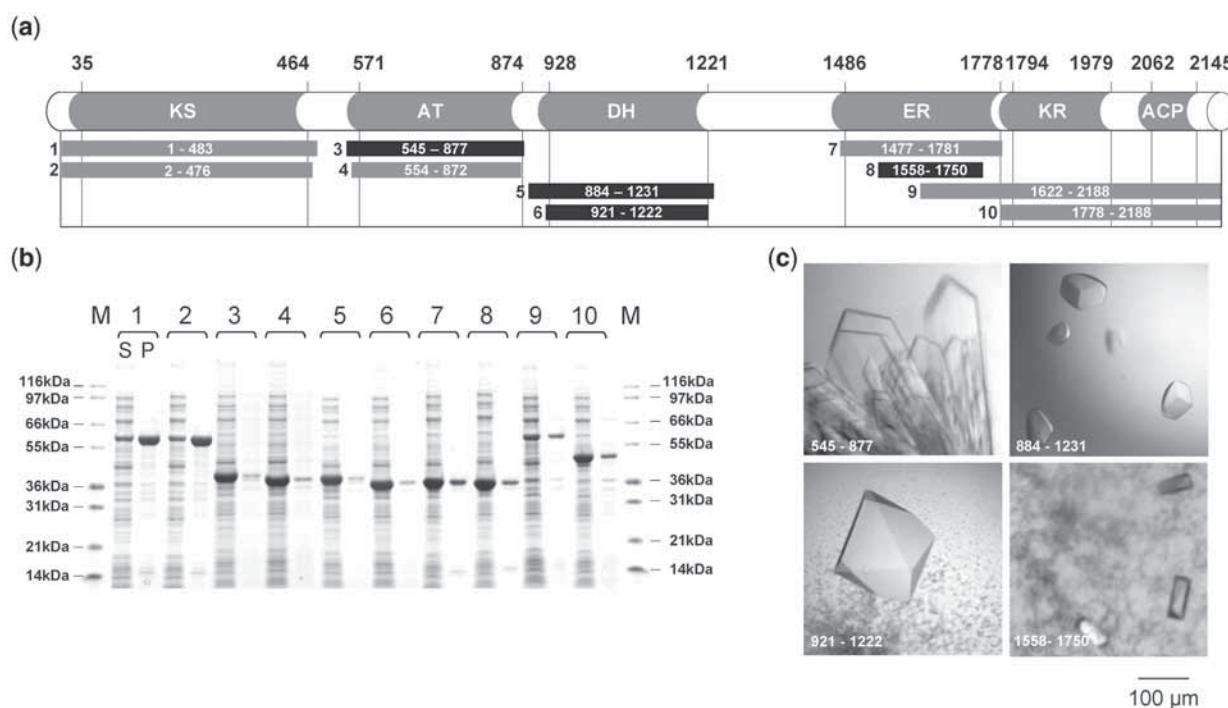 (a)
35 464 571 874 928 1221 1486 1778 1794 1979 2062 2145
KS AT DH ER KR ACP
1 1 - 483 3 545 – 877 7 1477 - 1781
2 2 - 476 4 554 - 872 8 1558- 1750
5 884 – 1231 9 1622 - 2188
6 921 - 1222 10 1778 - 2188
(b)
M 1 2 3 4 5 6 7 8 9 10 M
S P
116kDa 116kDa
97kDa 97kDa
66kDa 66kDa
55kDa 55kDa
36kDa 36kDa
31kDa 31kDa
21kDa 21kDa
14kDa 14kDa
(c)
545 - 877 884 - 1231
921 - 1222 1558- 1750
100 µm